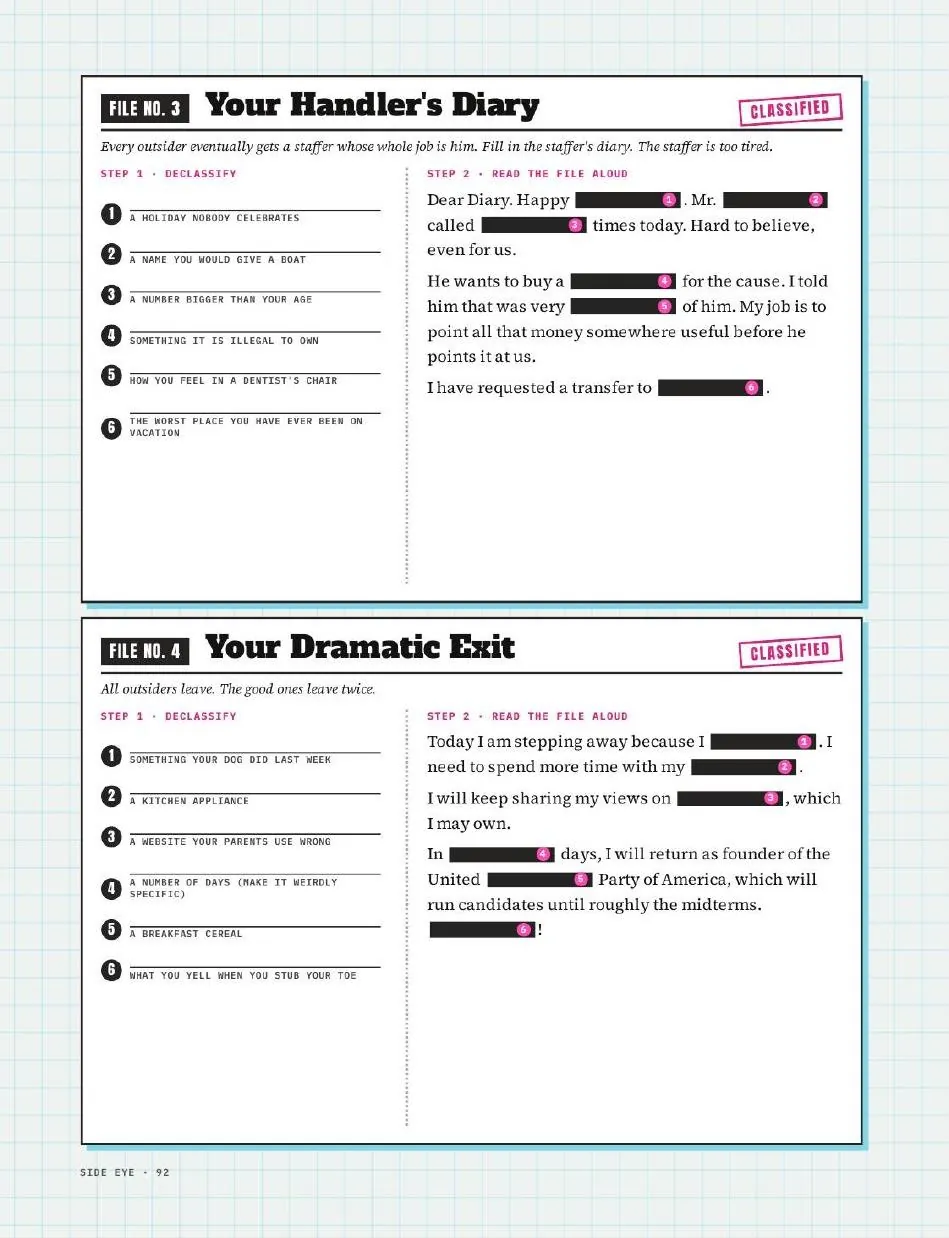 FILE NO. 3 Your Handler's Diary CLASSIFIED
Every outsider eventually gets a staffer whose whole job is him. Fill in the staffer's diary. The staffer is too tired.
STEP 1 · DECLASSIFY
1
A HOLIDAY NOBODY CELEBRATES
2
A NAME YOU WOULD GIVE A BOAT
3
A NUMBER BIGGER THAN YOUR AGE
4
SOMETHING IT IS ILLEGAL TO OWN
5
HOW YOU FEEL IN A DENTIST'S CHAIR
6
THE WORST PLACE YOU HAVE EVER BEEN ON
VACATION
STEP 2 · READ THE FILE ALOUD
Dear Diary. Happy 1 . Mr. 2
called 3 times today. Hard to believe,
even for us.
He wants to buy a 4 for the cause. I told
him that was very 5 of him. My job is to
point all that money somewhere useful before he
points it at us.
I have requested a transfer to 6 .
FILE NO. 4 Your Dramatic Exit CLASSIFIED
All outsiders leave. The good ones leave twice.
STEP 1 · DECLASSIFY
1
SOMETHING YOUR DOG DID LAST WEEK
2
A KITCHEN APPLIANCE
3
A WEBSITE YOUR PARENTS USE WRONG
4
A NUMBER OF DAYS (MAKE IT WEIRDLY
SPECIFIC)
5
A BREAKFAST CEREAL
6
WHAT YOU YELL WHEN YOU STUB YOUR TOE
STEP 2 · READ THE FILE ALOUD
Today I am stepping away because I 1 . I
need to spend more time with my 2 .
I will keep sharing my views on 3 , which
I may own.
In 4 days, I will return as founder of the
United 5 Party of America, which will
run candidates until roughly the midterms.
6 !
SIDE EYE · 92